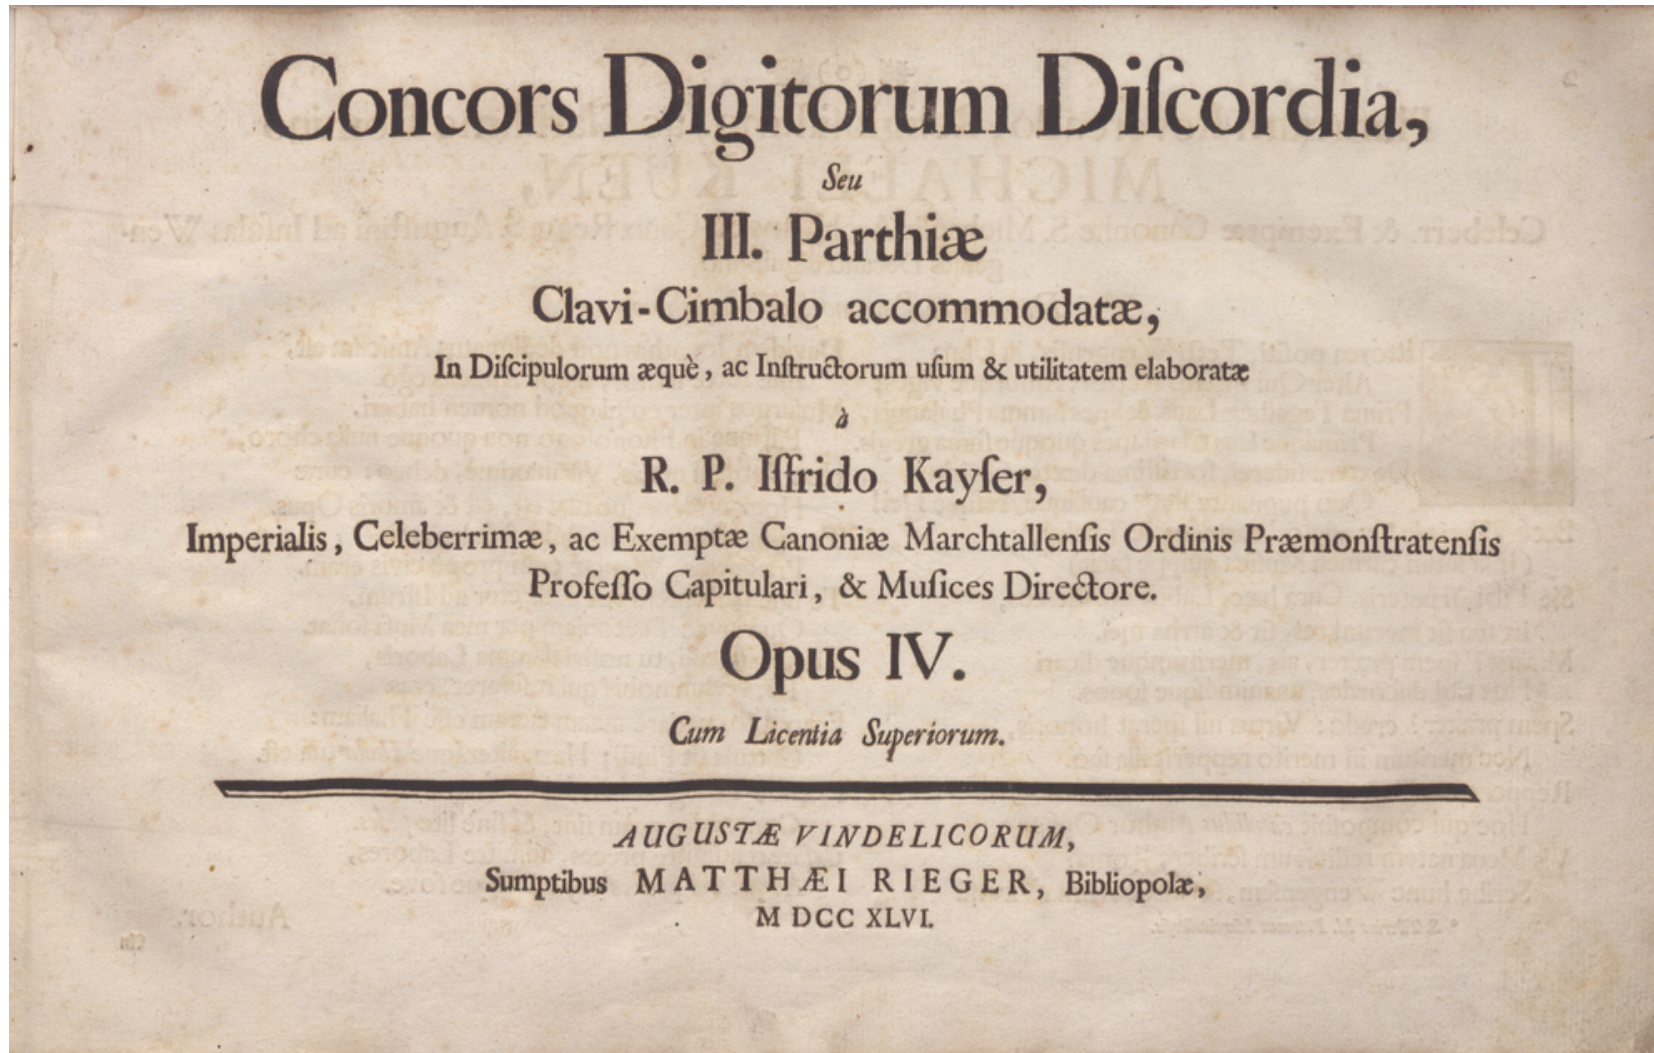 Concors Digitorum Diſcordia,
Seu
III. Parthiæ
Clavi-Cimbalo accommodatæ,
In Diſcipulorum æquè, ac Inſtructorum uſum & utilitatem elaboratæ
à
R. P. Iſfrido Kayſer,
Imperialis, Celeberrimæ, ac Exemptæ Canoniæ Marchtallenſis Ordinis Præmonſtratenſis
Profeſſo Capitulari, & Muſices Directore.
Opus IV.
Cum Licentia Superiorum.
AUGUSTÆ VINDELICORUM,
Sumptibus MATTHÆI RIEGER, Bibliopolæ,
M DCC XLVI.